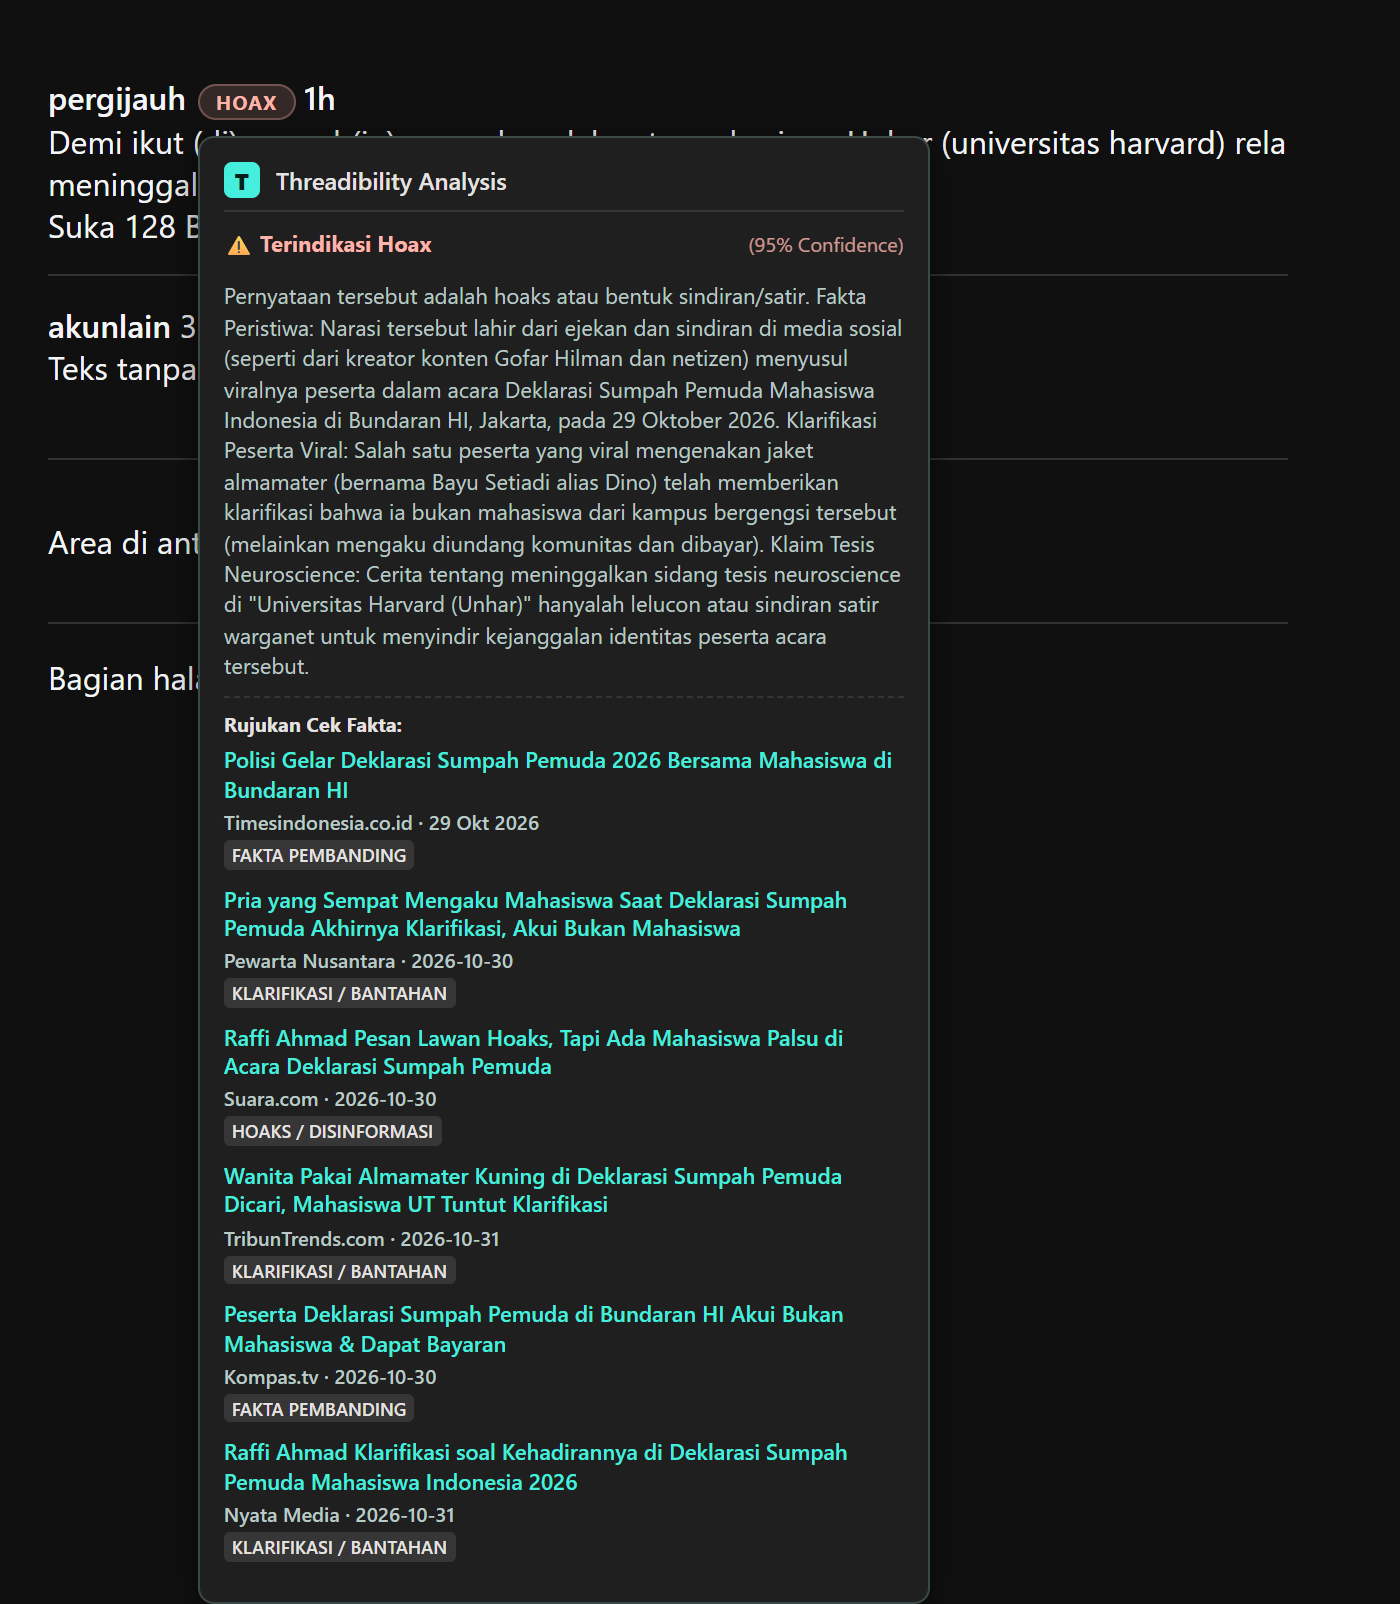 pergijauh HOAX 1h
Demi ikut (universitas harvard) rela
meninggal
Suka 128
akunlain 3
Teks tanpa
Area di ant
Bagian hala
T Threadibility Analysis
Terindikasi Hoax (95% Confidence)
Pernyataan tersebut adalah hoaks atau bentuk sindiran/satir. Fakta
Peristiwa: Narasi tersebut lahir dari ejekan dan sindiran di media sosial
(seperti dari kreator konten Gofar Hilman dan netizen) menyusul
viralnya peserta dalam acara Deklarasi Sumpah Pemuda Mahasiswa
Indonesia di Bundaran HI, Jakarta, pada 29 Oktober 2026. Klarifikasi
Peserta Viral: Salah satu peserta yang viral mengenakan jaket
almamater (bernama Bayu Setiadi alias Dino) telah memberikan
klarifikasi bahwa ia bukan mahasiswa dari kampus bergengsi tersebut
(melainkan mengaku diundang komunitas dan dibayar). Klaim Tesis
Neuroscience: Cerita tentang meninggalkan sidang tesis neuroscience
di "Universitas Harvard (Unhar)" hanyalah lelucon atau sindiran satir
warganet untuk menyindir kejanggalan identitas peserta acara
tersebut.
Rujukan Cek Fakta:
Polisi Gelar Deklarasi Sumpah Pemuda 2026 Bersama Mahasiswa di
Bundaran HI
Timesindonesia.co.id · 29 Okt 2026
FAKTA PEMBANDING
Pria yang Sempat Mengaku Mahasiswa Saat Deklarasi Sumpah
Pemuda Akhirnya Klarifikasi, Akui Bukan Mahasiswa
Pewarta Nusantara · 2026-10-30
KLARIFIKASI / BANTAHAN
Raffi Ahmad Pesan Lawan Hoaks, Tapi Ada Mahasiswa Palsu di
Acara Deklarasi Sumpah Pemuda
Suara.com · 2026-10-30
HOAKS / DISINFORMASI
Wanita Pakai Almamater Kuning di Deklarasi Sumpah Pemuda
Dicari, Mahasiswa UT Tuntut Klarifikasi
TribunTrends.com · 2026-10-31
KLARIFIKASI / BANTAHAN
Peserta Deklarasi Sumpah Pemuda di Bundaran HI Akui Bukan
Mahasiswa & Dapat Bayaran
Kompas.tv · 2026-10-30
FAKTA PEMBANDING
Raffi Ahmad Klarifikasi soal Kehadirannya di Deklarasi Sumpah
Pemuda Mahasiswa Indonesia 2026
Nyata Media · 2026-10-31
KLARIFIKASI / BANTAHAN